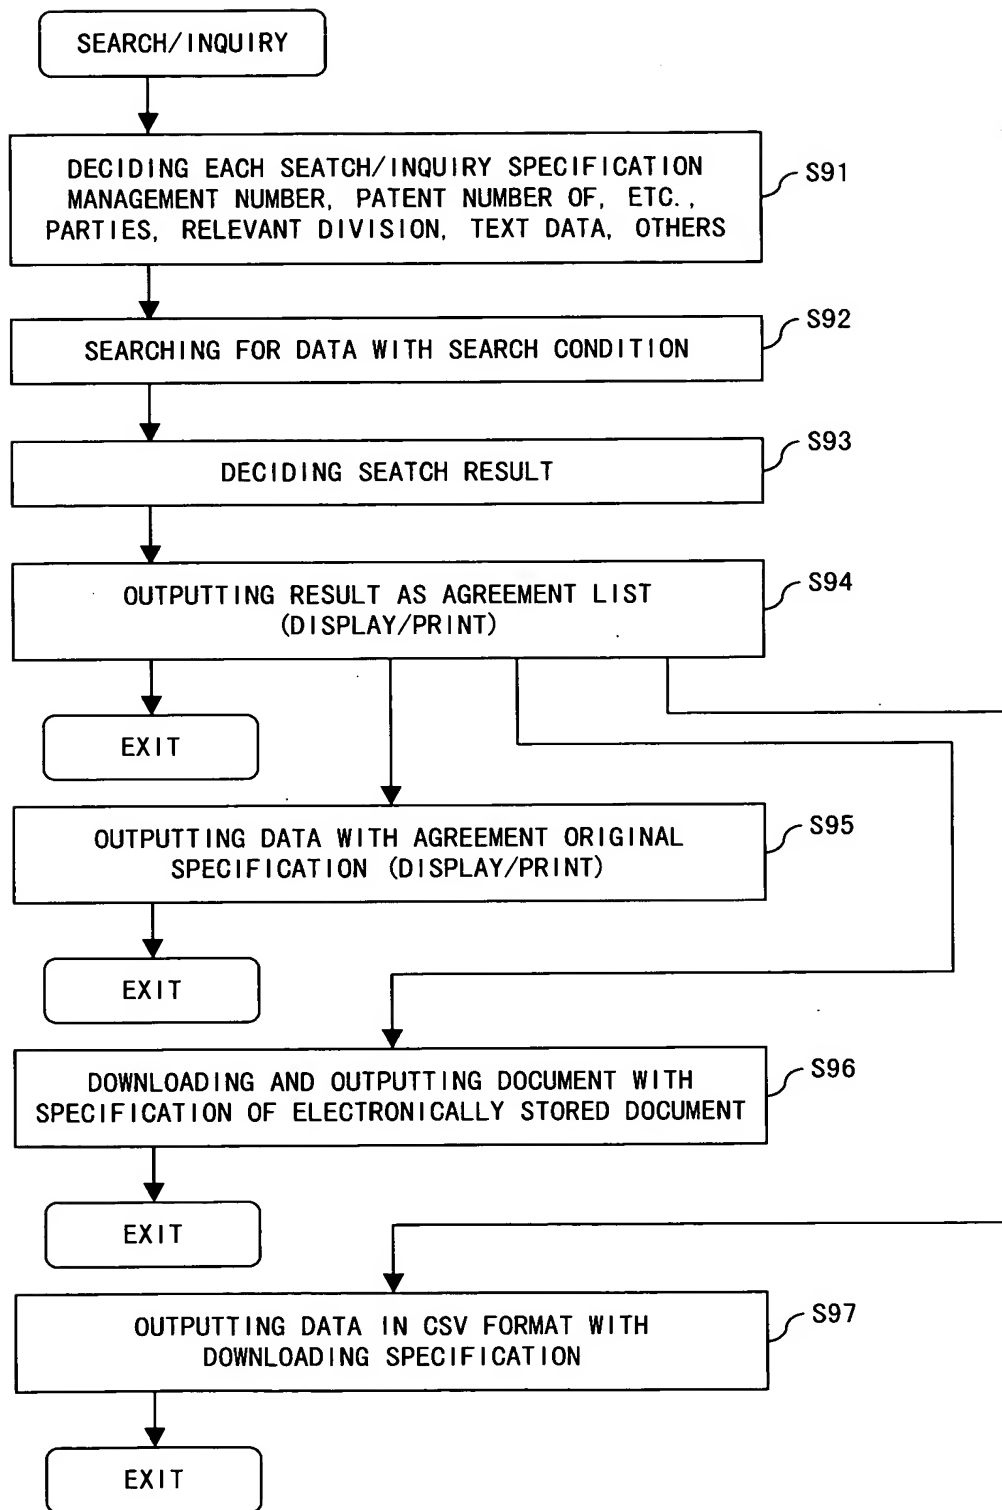 SEARCH/INQUIRY
DECIDING EACH SEATCH/INQUIRY SPECIFICATION
MANAGEMENT NUMBER, PATENT NUMBER OF, ETC.,
PARTIES, RELEVANT DIVISION, TEXT DATA, OTHERS
S91
SEARCHING FOR DATA WITH SEARCH CONDITION
S92
DECIDING SEATCH RESULT
S93
OUTPUTTING RESULT AS AGREEMENT LIST
(DISPLAY/PRINT)
S94
EXIT
OUTPUTTING DATA WITH AGREEMENT ORIGINAL
SPECIFICATION (DISPLAY/PRINT)
S95
EXIT
DOWNLOADING AND OUTPUTTING DOCUMENT WITH
SPECIFICATION OF ELECTRONICALLY STORED DOCUMENT
S96
EXIT
OUTPUTTING DATA IN CSV FORMAT WITH
DOWNLOADING SPECIFICATION
S97
EXIT